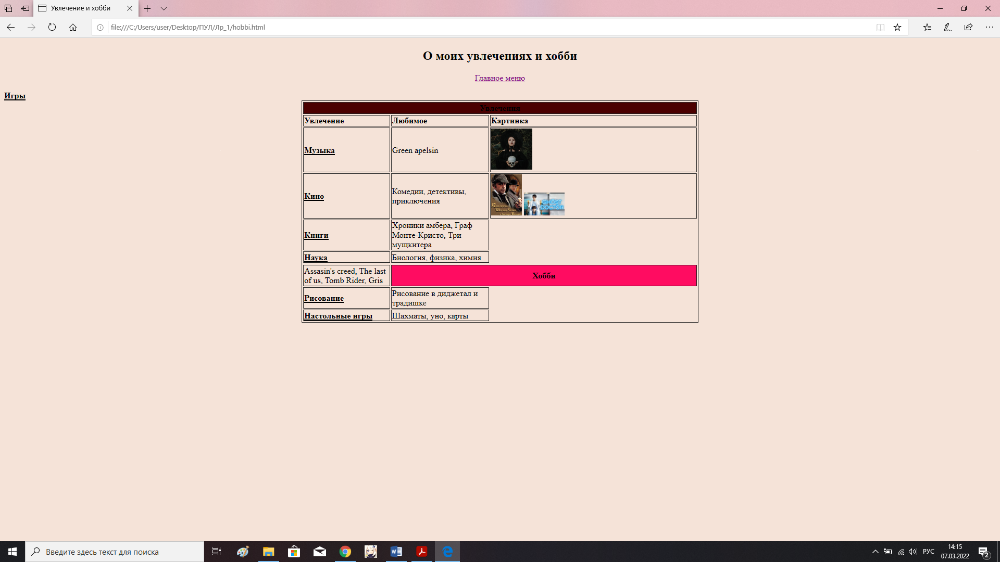 Увлечение и хобби
file:///C:/Users/user/Desktop/ПУЛ/Лр_1/hobbi.html
О моих увлечениях и хобби
Главное меню
Игры
Увлечения
Увлечение Любимое Картинка
Музыка Green apelsin
Кино Комедии, детективы,
приключения
GHOST
DOCTOR
Книги Хроники амбера, Граф
Монте-Кристо, Три
мущкитера
Наука Биология, физика, химия
Assasin's creed, The last
of us, Tomb Rider, Gris
Хобби
Рисование Рисование в диджетал и
традишке
Настольные игры Шахматы, уно, карты
Введите здесь текст для поиска
РУС
14:15
07.03.2022
2